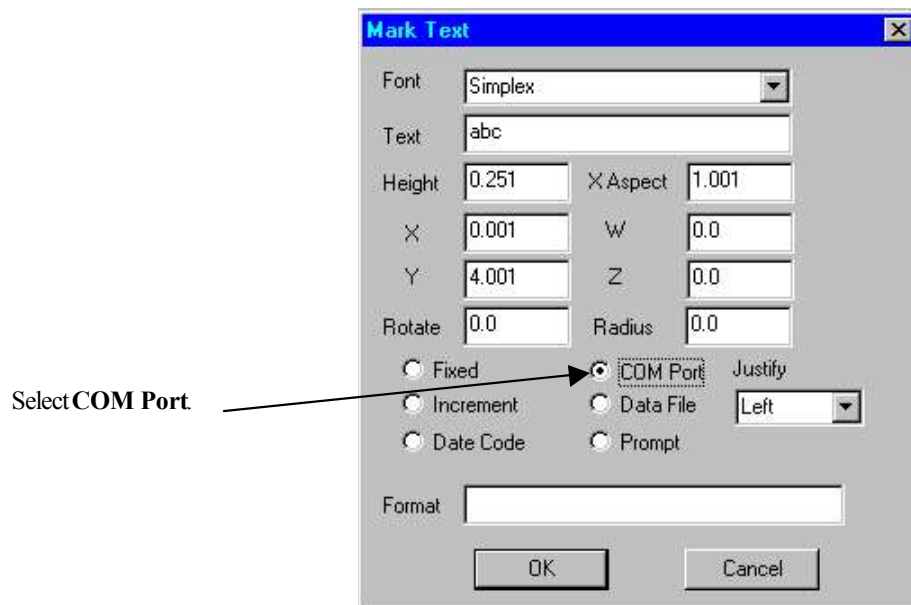 Mark Text
Font Simplex
Text abc
Height 0.251 X Aspect 1.001
X 0.001 W 0.0
Y 4.001 Z 0.0
Rotate 0.0 Radius 0.0
Fixed COM Port Justify
Select COM Port.
Increment Data File Left
Date Code Prompt
Format
OK Cancel